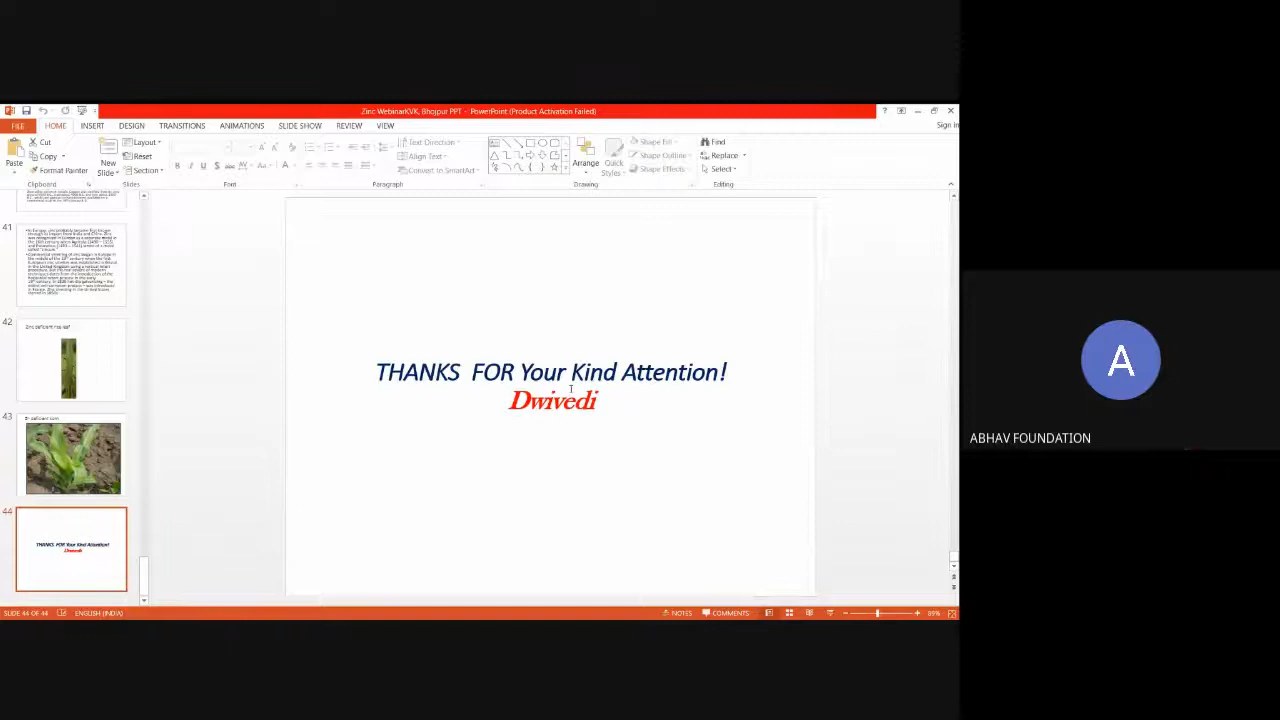 Zinc WebinarKVK, Bhojpur PPT - PowerPoint (Product Activation Failed)
FILE HOME INSERT DESIGN TRANSITIONS ANIMATIONS SLIDE SHOW REVIEW VIEW Sign in
Paste
Cut
Copy
Format Painter
Clipboard
New Slide
Layout
Reset
Section
Slides
Font
Text Direction
Align Text
Convert to SmartArt
Paragraph
Arrange
Quick Styles
Shape Fill
Shape Outline
Shape Effects
Drawing
Find
Replace
Select
Editing
41
42
43
44
THANKS FOR Your Kind Attention!
Dwivedi
THANKS FOR Your Kind Attention!
Dwivedi
A
ABHAV FOUNDATION
SLIDE 44 OF 44 ENGLISH (INDIA) NOTES COMMENTS 89%